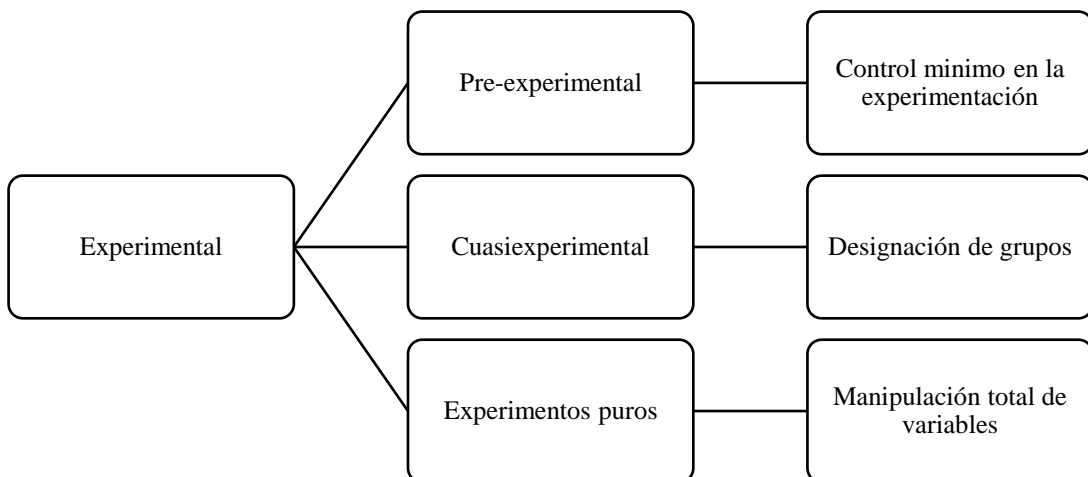 Experimental
Pre-experimental
Control minimo en la
experimentación
Cuasiexperimental
Designación de grupos
Experimentos puros
Manipulación total de
variables